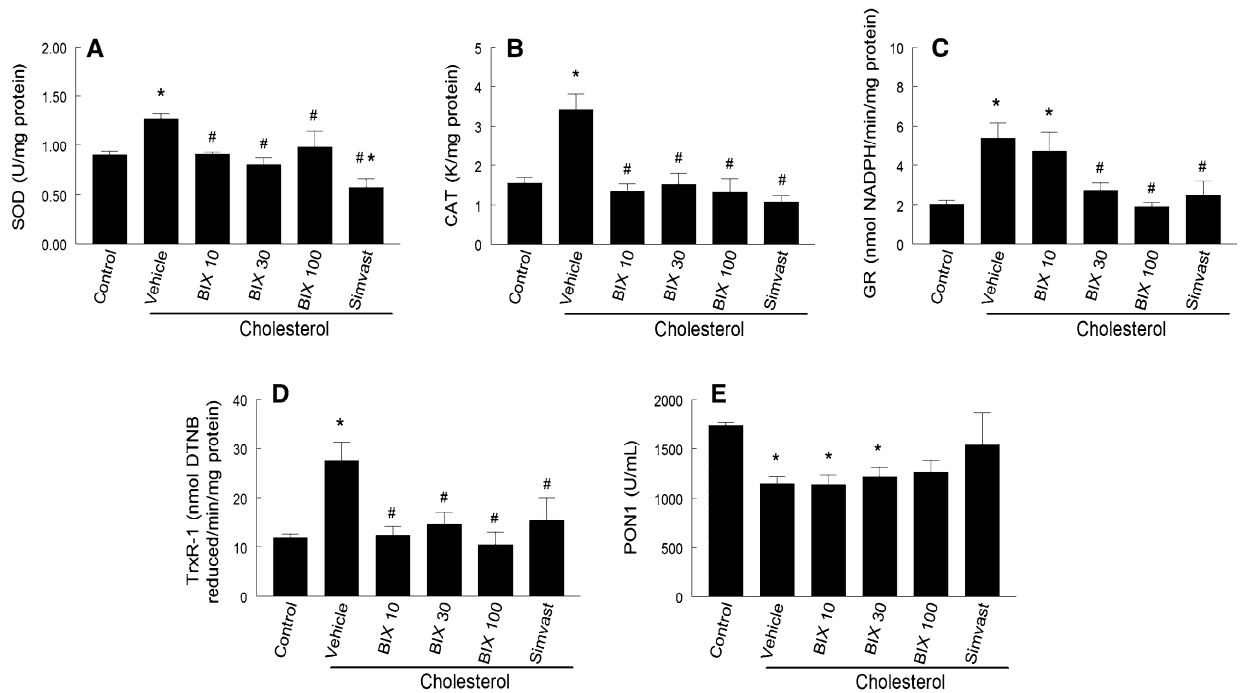 A
SOD (U/mg protein)
2.00
1.50
1.00
0.50
0.00
*
#
#
#
# *
Control
Vehicle
BIX 10
BIX 30
BIX 100
Simvast
Cholesterol
B
CAT (K/mg protein)
5
4
3
2
1
0
*
#
#
#
#
Control
Vehicle
BIX 10
BIX 30
BIX 100
Simvast
Cholesterol
C
GR (nmol NADPH/min/mg protein)
10
8
6
4
2
0
*
*
#
#
#
Control
Vehicle
BIX 10
BIX 30
BIX 100
Simvast
Cholesterol
D
TrxR-1 (nmol DTNB
reduced/min/mg protein)
40
30
20
10
0
*
#
#
#
#
Control
Vehicle
BIX 10
BIX 30
BIX 100
Simvast
Cholesterol
E
PON1 (U/mL)
2000
1500
1000
500
0
*
*
*
Control
Vehicle
BIX 10
BIX 30
BIX 100
Simvast
Cholesterol